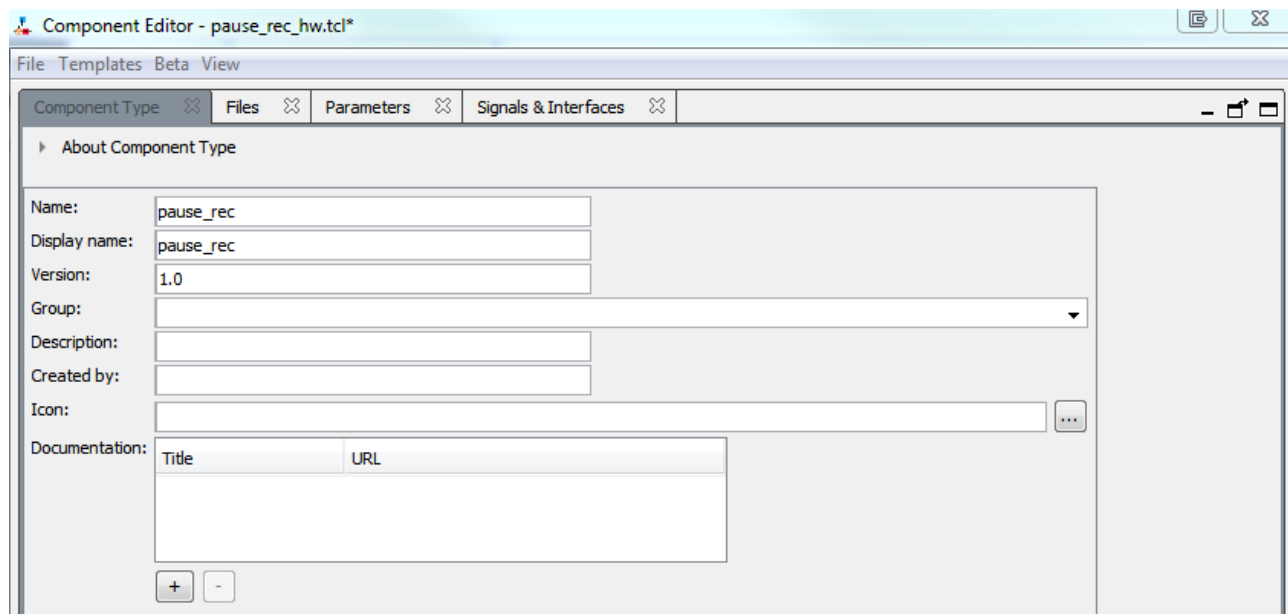 Component Editor - pause_rec_hw.tcl*
File Templates Beta View
Component Type Files Parameters Signals & Interfaces
About Component Type
Name: pause_rec
Display name: pause_rec
Version: 1.0
Group:
Description:
Created by:
Icon: ...
Documentation: Title URL
+ -